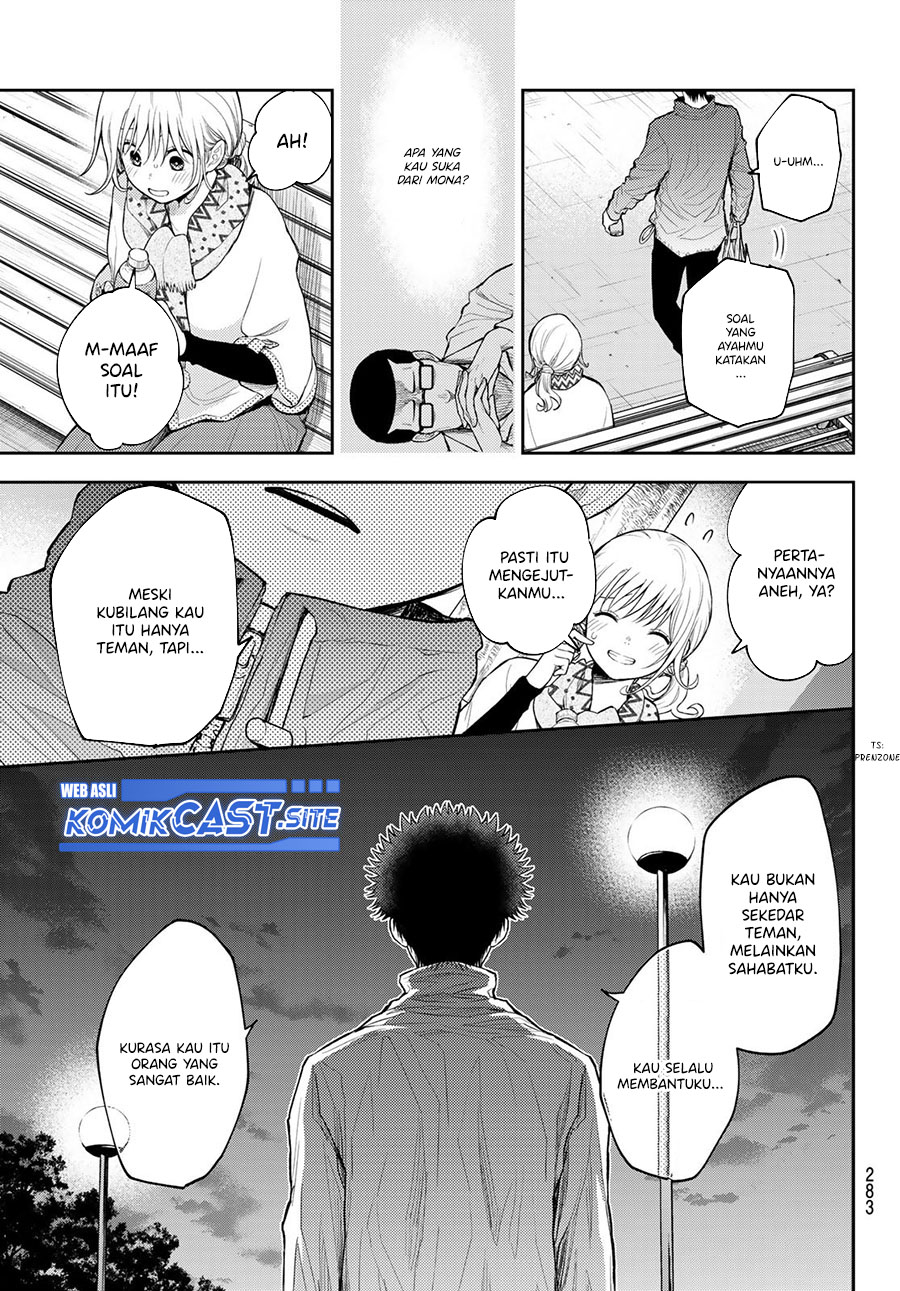 U-UHM...
SOAL
YANG
AYAHMU
KATAKAN
...
APA YANG
KAU SUKA
DARI MONA?
AH!
M-MAAF
SOAL
ITU!
PERTA-
NYAANNYA
ANEH, YA?
PASTI ITU
MENGEJUT-
KANMU...
MESKI
KUBILANG KAU
ITU HANYA
TEMAN, TAPI...
TS:
PRENZONE
WEB ASLI
KOMIKCAST.SITE
KAU BUKAN
HANYA
SEKEDAR
TEMAN,
MELAINKAN
SAHABATKU.
KAU SELALU
MEMBANTUKU...
KURASA KAU ITU
ORANG YANG
SANGAT BAIK.
283